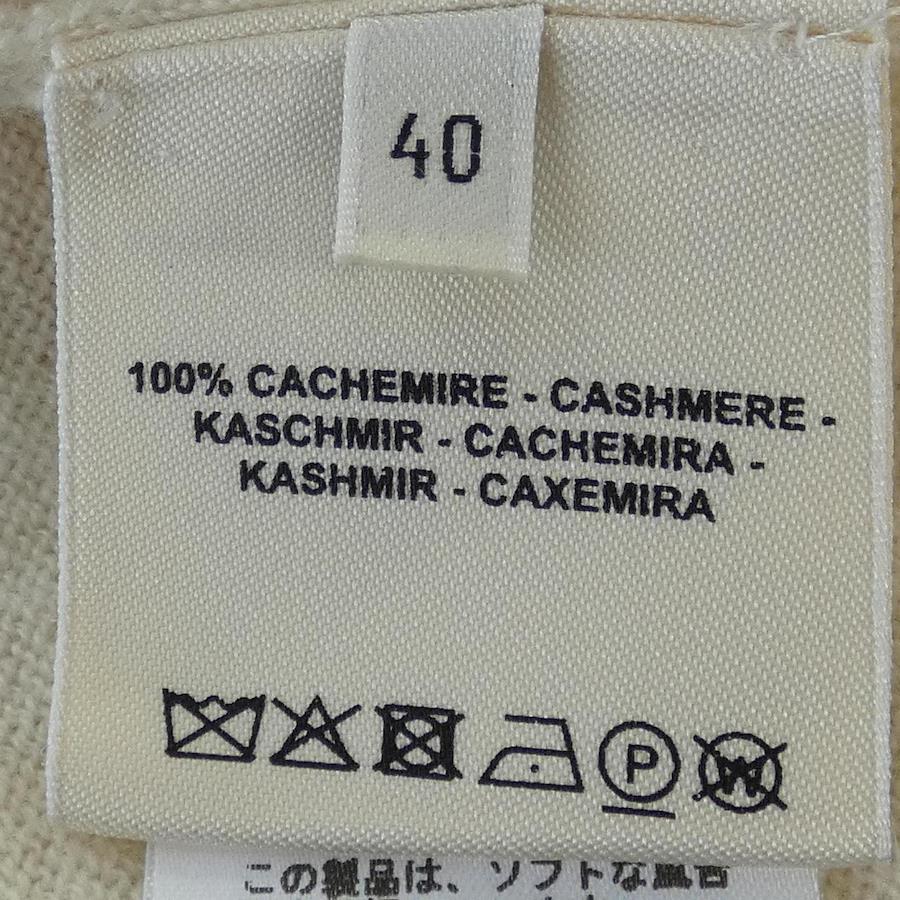 40
100% CACHEMIRE - CASHMERE -
KASCHMIR - CACHEMIRA -
KASHMIR - CAXEMIRA
P
W
この製品は、ソフトな風合